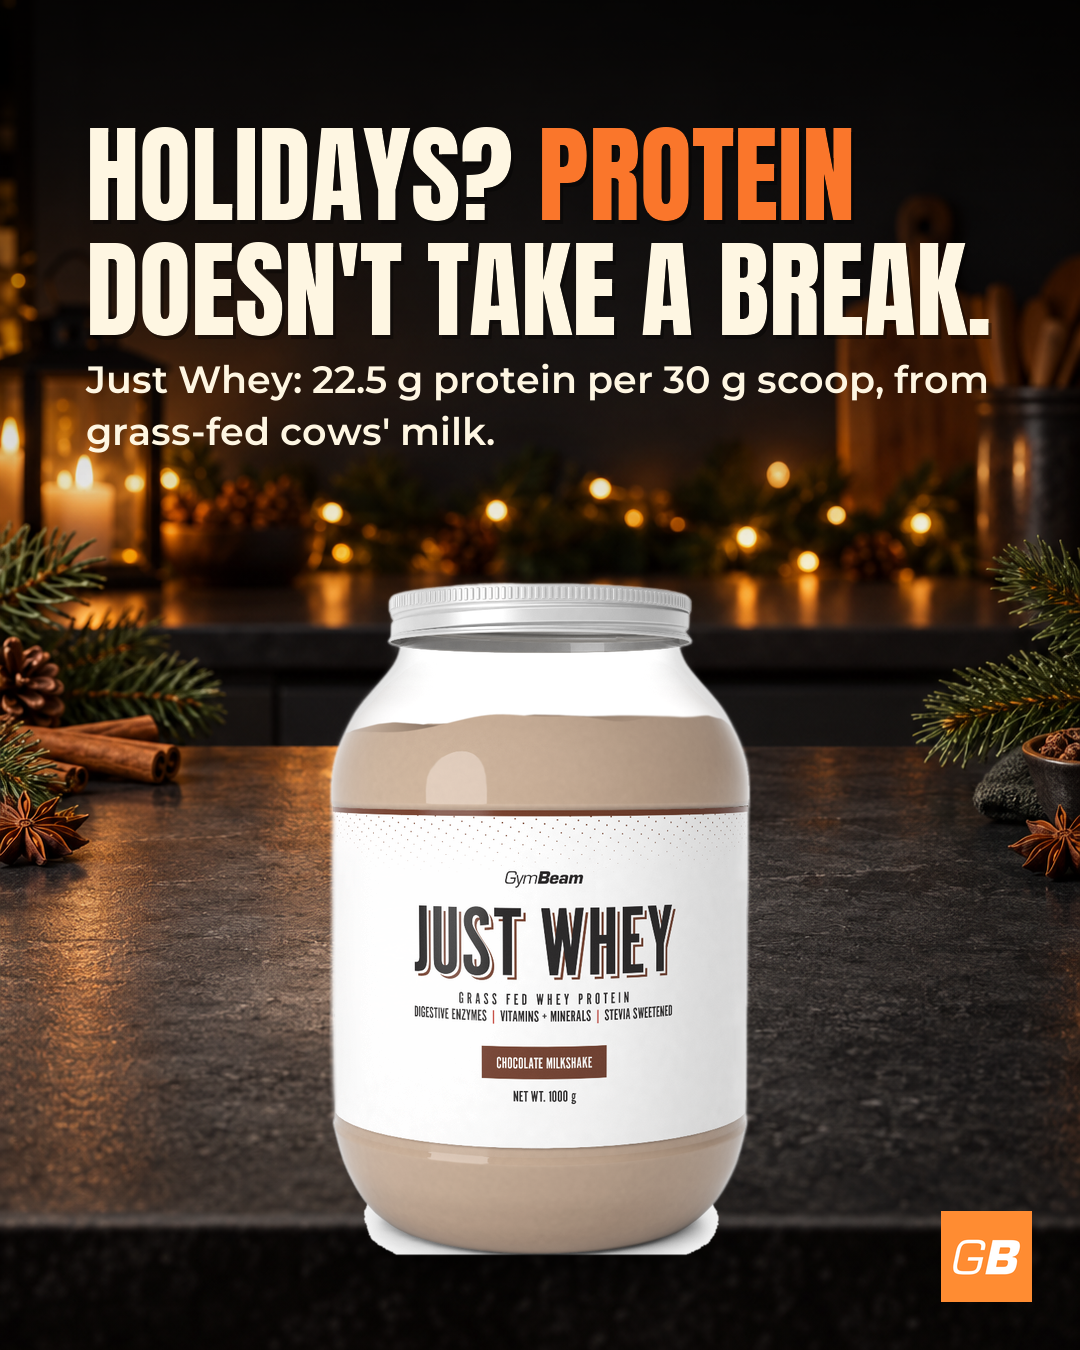 HOLIDAYS? PROTEIN
DOESN'T TAKE A BREAK.
Just Whey: 22.5 g protein per 30 g scoop, from
grass-fed cows' milk.
GymBeam
JUST WHEY
GRASS FED WHEY PROTEIN
DIGESTIVE ENZYMES | VITAMINS + MINERALS | STEVIA SWEETENED
CHOCOLATE MILKSHAKE
NET WT. 1000 g
GB